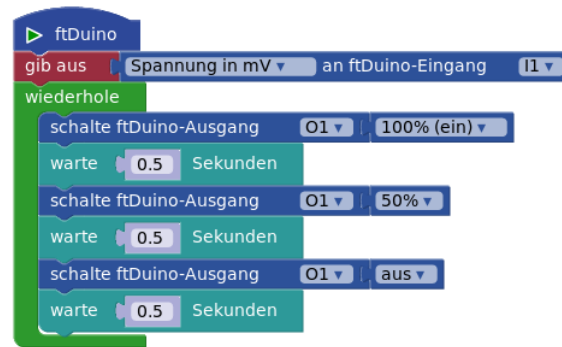 ftDuino
gib aus Spannung in mV an ftDuino-Eingang I1
wiederhole
schalte ftDuino-Ausgang O1 100% (ein)
warte 0.5 Sekunden
schalte ftDuino-Ausgang O1 50%
warte 0.5 Sekunden
schalte ftDuino-Ausgang O1 aus
warte 0.5 Sekunden